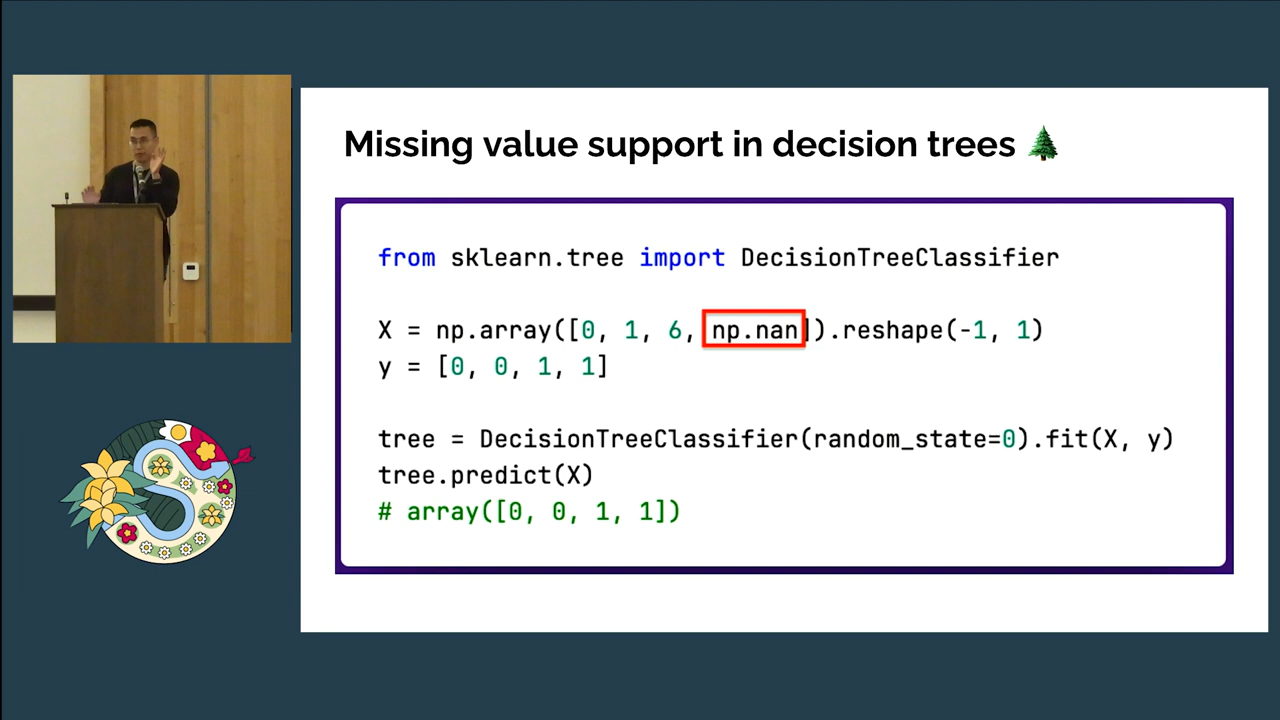 Missing value support in decision trees 🌲
from sklearn.tree import DecisionTreeClassifier
X = np.array([0, 1, 6, np.nan]).reshape(-1, 1)
y = [0, 0, 1, 1]
tree = DecisionTreeClassifier(random_state=0).fit(X, y)
tree.predict(X)
# array([0, 0, 1, 1])